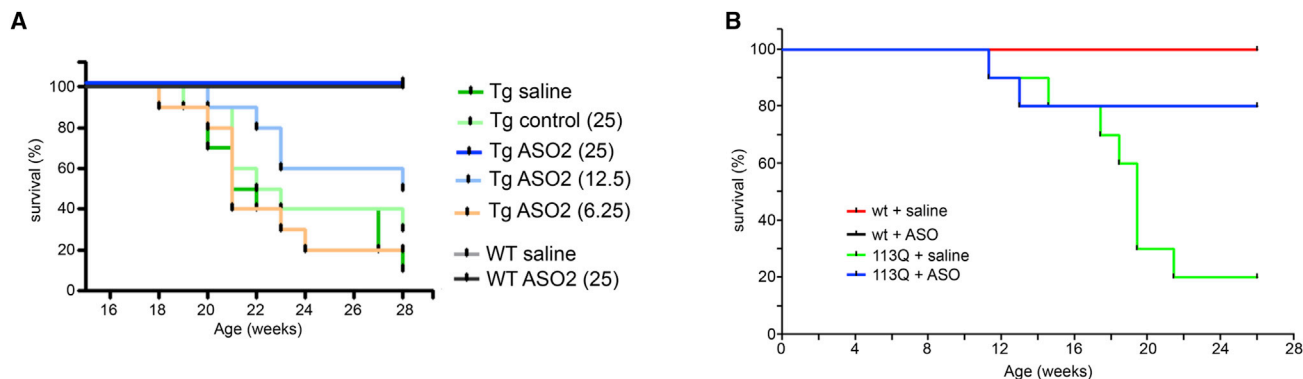 A
survival (%)
100
80
60
40
20
0
16 18 20 22 24 26 28
Age (weeks)
Tg saline
Tg control (25)
Tg ASO2 (25)
Tg ASO2 (12.5)
Tg ASO2 (6.25)
WT saline
WT ASO2 (25)
B
survival (%)
100
80
60
40
20
0
0 4 8 12 16 20 24 28
Age (weeks)
wt + saline
wt + ASO
113Q + saline
113Q + ASO